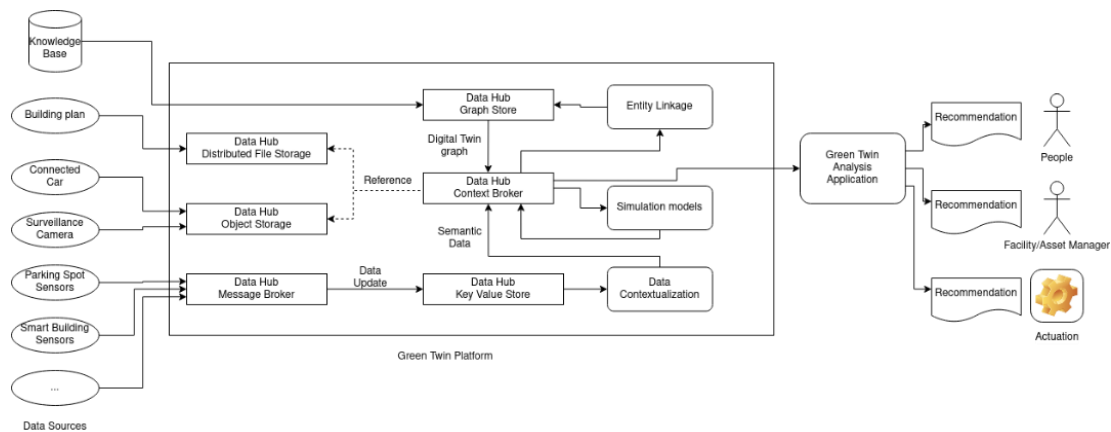 Knowledge
Base
Building plan
Connected
Car
Surveillance
Camera
Parking Spot
Sensors
Smart Building
Sensors
...
Data Sources
Data Hub
Graph Store
Entity Linkage
Digital Twin
graph
Data Hub
Distributed File Storage
Reference
Data Hub
Context Broker
Data Hub
Object Storage
Simulation models
Semantic
Data
Data Hub
Message Broker
Data
Update
Data Hub
Key Value Store
Data
Contextualization
Green Twin Platform
Green Twin
Analysis
Application
Recommendation
People
Recommendation
Facility/Asset Manager
Recommendation
Actuation